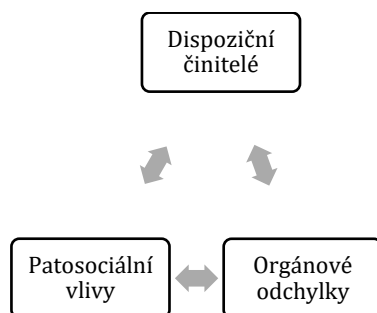 Dispoziční
činitelé
Patosociální
vlivy
Orgánové
odchylky